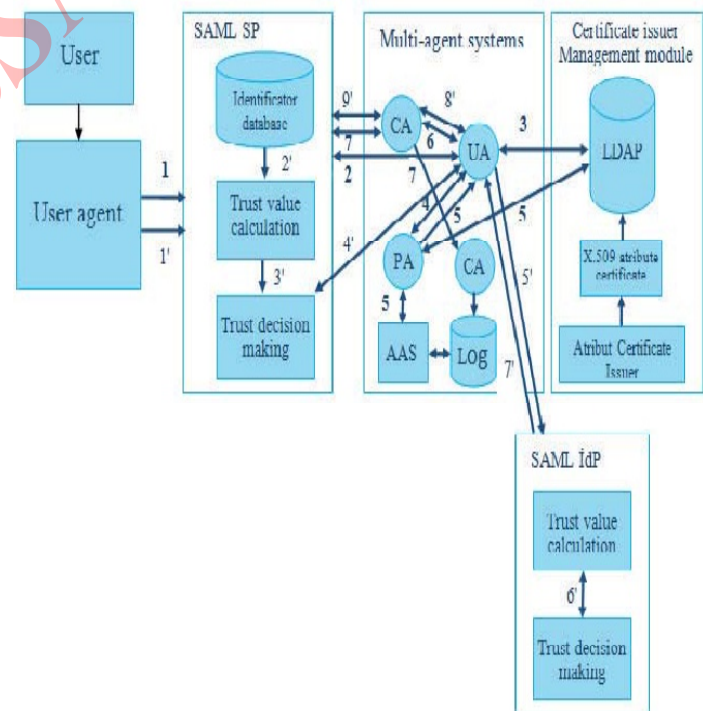 User
User agent
1
1'
SAML SP
Identificator
database
2'
Trust value
calculation
3'
Trust decision
making
9'
7
2
4'
Multi-agent systems
CA
8'
6
UA
7
4
5
PA
CA
5
AAS
Log
3
5
5'
7'
Certificate issuer
Management module
LDAP
X.509 atribute
certificate
Atribut Certificate
Issuer
SAML İdP
Trust value
calculation
6'
Trust decision
making